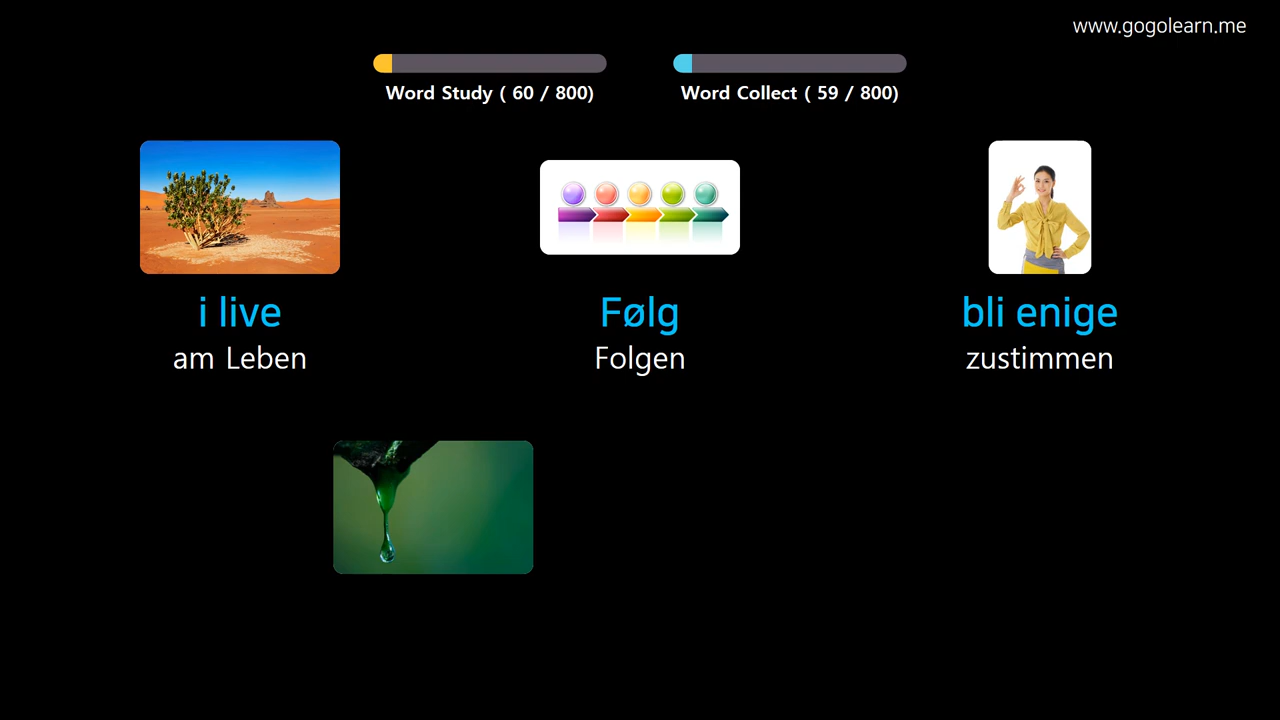 www.gogolearn.me
Word Study ( 60 / 800)
Word Collect ( 59 / 800)
i live
am Leben
Følg
Folgen
bli enige
zustimmen